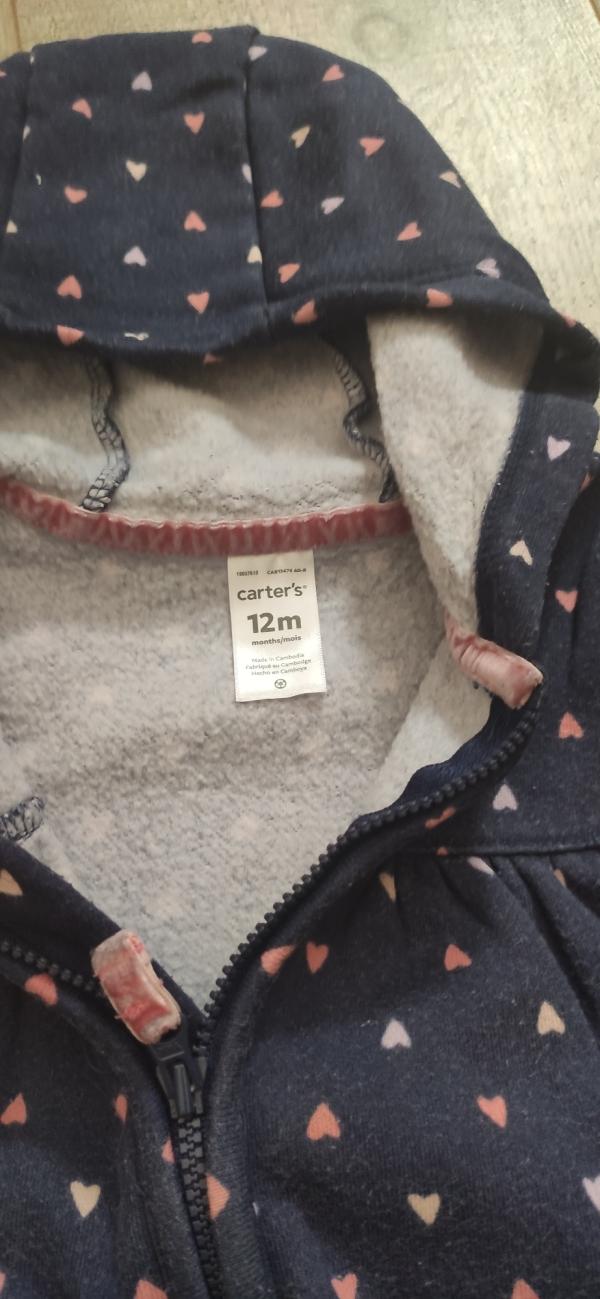 carter's®
12m
months/mois
Made in Cambodia
Fabriqué au Cambodge
Hecho en Camboya